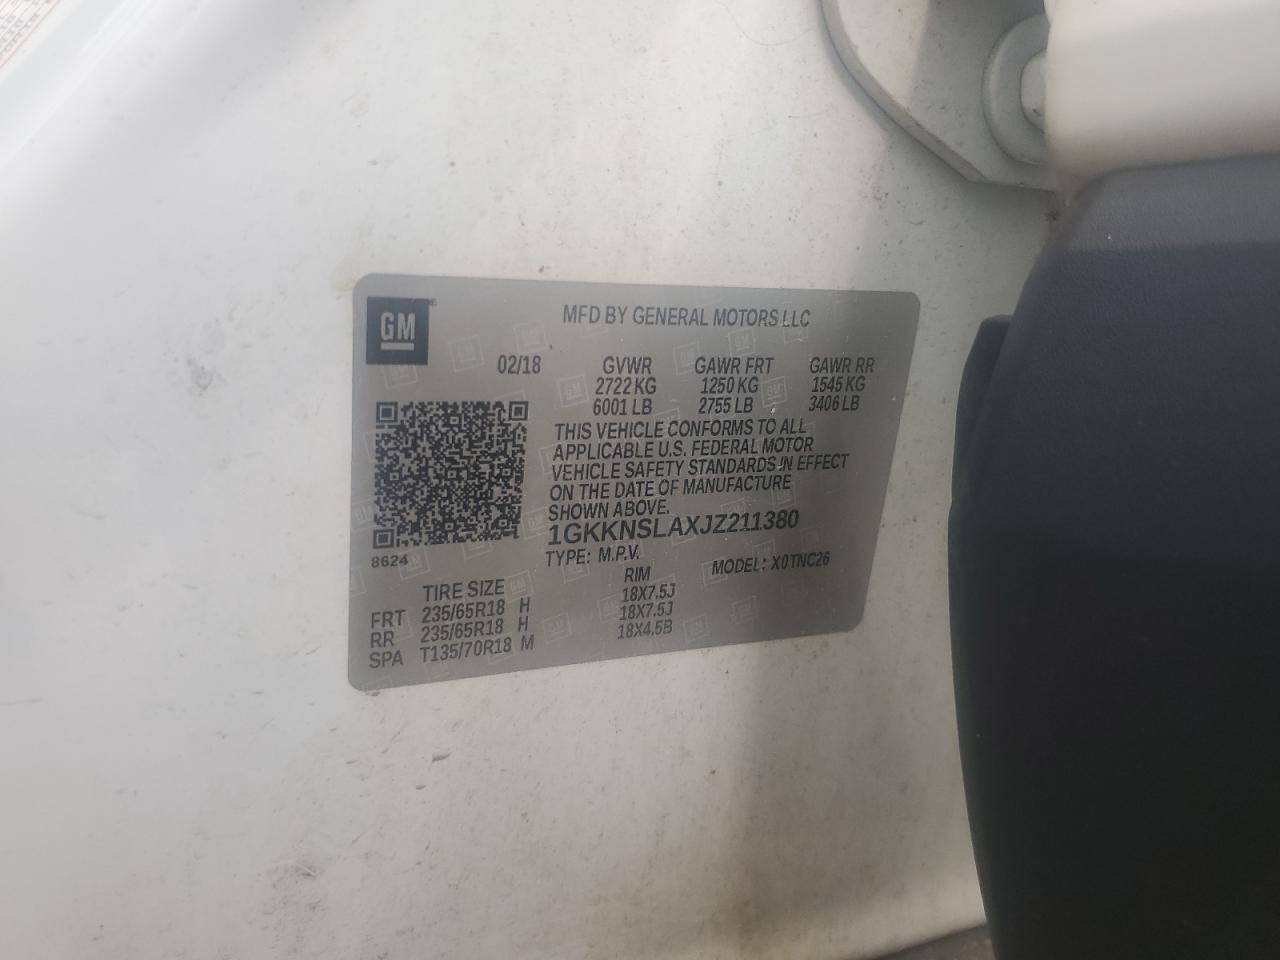 GM
MFD BY GENERAL MOTORS LLC
02/18 GVWR GAWR FRT GAWR RR
2722 KG 1250 KG 1545 KG
6001 LB 2755 LB 3406 LB
THIS VEHICLE CONFORMS TO ALL
APPLICABLE U.S. FEDERAL MOTOR
VEHICLE SAFETY STANDARDS IN EFFECT
ON THE DATE OF MANUFACTURE
SHOWN ABOVE.
1GKKNSLAXJZ211380
8624 TYPE: M.P.V. MODEL: X0TNC26
TIRE SIZE RIM
FRT 235/65R18 H 18X7.5J
RR 235/65R18 H 18X7.5J
SPA T135/70R18 M 18X4.5B